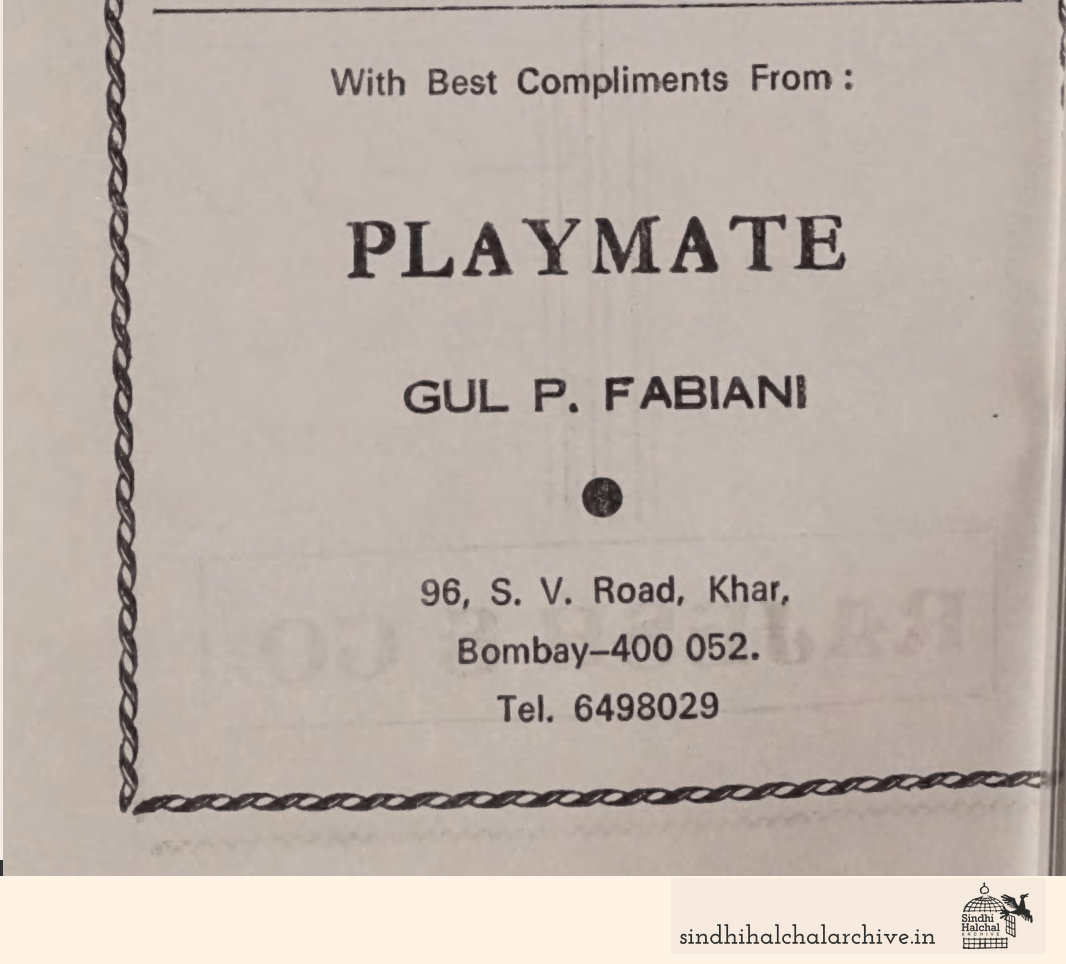 With Best Compliments From :
PLAYMATE
GUL P. FABIANI
96, S. V. Road, Khar,
Bombay–400 052.
Tel. 6498029
sindhihalchalarchive.in
Sindhi
Halchal
ARCHIVE